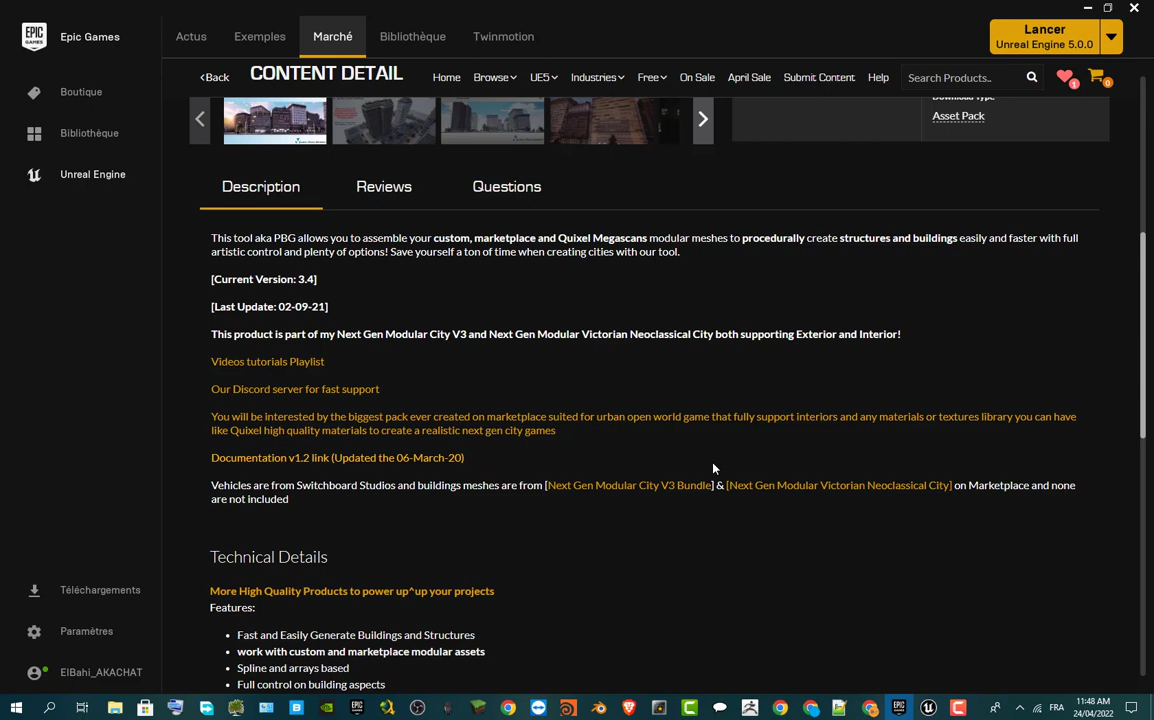 EPIC GAMES Epic Games
Actus Exemples Marché Bibliothèque Twinmotion
Lancer
Unreal Engine 5.0.0
Back CONTENT DETAIL Home Browse UE5 Industries Free On Sale April Sale Submit Content Help Search Products.. 1 0
Boutique
Bibliothèque
Unreal Engine
Download Type:
Asset Pack
Description Reviews Questions
This tool aka PBG allows you to assemble your custom, marketplace and Quixel Megascans modular meshes to procedurally create structures and buildings easily and faster with full
artistic control and plenty of options! Save yourself a ton of time when creating cities with our tool.
[Current Version: 3.4]
[Last Update: 02-09-21]
This product is part of my Next Gen Modular City V3 and Next Gen Modular Victorian Neoclassical City both supporting Exterior and Interior!
Videos tutorials Playlist
Our Discord server for fast support
You will be interested by the biggest pack ever created on marketplace suited for urban open world game that fully support interiors and any materials or textures library you can have
like Quixel high quality materials to create a realistic next gen city games
Documentation v1.2 link (Updated the 06-March-20)
Vehicles are from Switchboard Studios and buildings meshes are from [Next Gen Modular City V3 Bundle] & [Next Gen Modular Victorian Neoclassical City] on Marketplace and none
are not included
Technical Details
More High Quality Products to power up^up your projects
Features:
Fast and Easily Generate Buildings and Structures
work with custom and marketplace modular assets
Spline and arrays based
Full control on building aspects
Téléchargements
Paramètres
ElBahi_AKACHAT
FRA
11:48 AM
24/04/2022